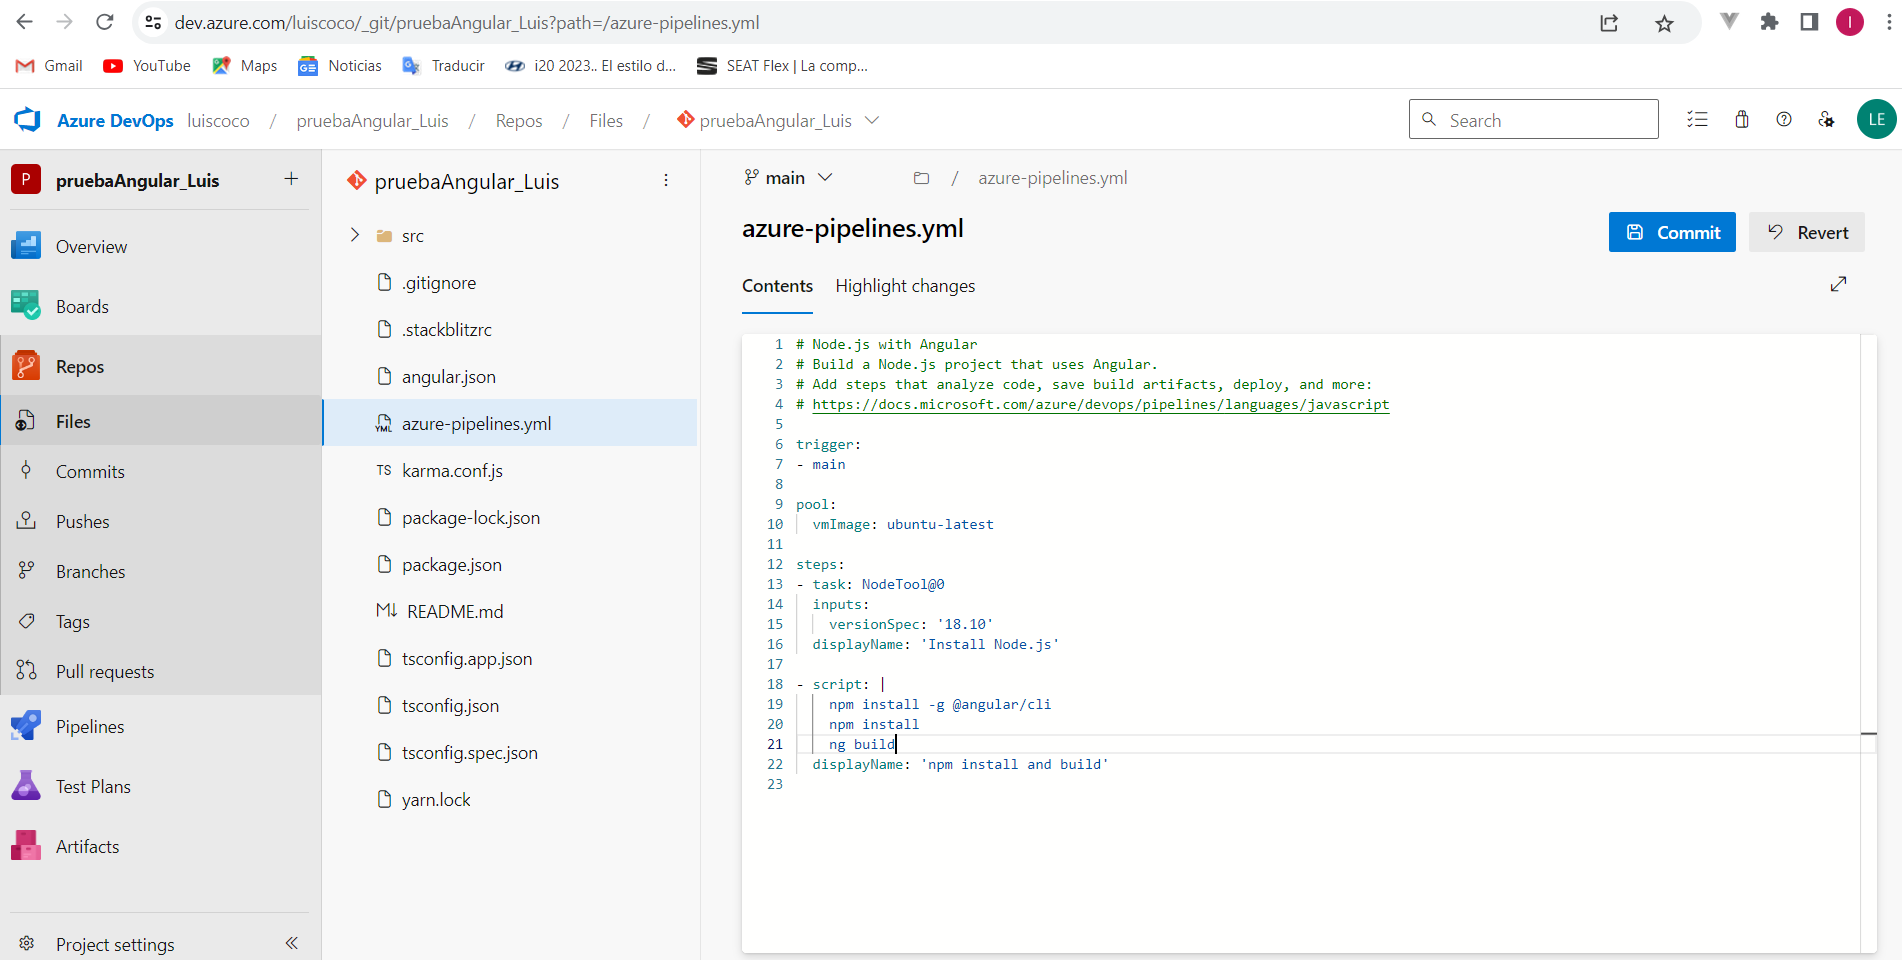 dev.azure.com/luiscoco/_git/pruebaAngular_Luis?path=/azure-pipelines.yml
I
Gmail YouTube Maps Noticias Traducir i20 2023.. El estilo d... SEAT Flex | La comp...
Azure DevOps luiscoco / pruebaAngular_Luis / Repos / Files / pruebaAngular_Luis
Search
LE
P pruebaAngular_Luis +
Overview
Boards
Repos
Files
Commits
Pushes
Branches
Tags
Pull requests
Pipelines
Test Plans
Artifacts
Project settings
pruebaAngular_Luis
src
.gitignore
.stackblitzrc
angular.json
YML azure-pipelines.yml
TS karma.conf.js
package-lock.json
package.json
M↓ README.md
tsconfig.app.json
tsconfig.json
tsconfig.spec.json
yarn.lock
main / azure-pipelines.yml
azure-pipelines.yml
Commit Revert
Contents Highlight changes
1 # Node.js with Angular
2 # Build a Node.js project that uses Angular.
3 # Add steps that analyze code, save build artifacts, deploy, and more:
4 # https://docs.microsoft.com/azure/devops/pipelines/languages/javascript
5
6 trigger:
7 - main
8
9 pool:
10 vmImage: ubuntu-latest
11
12 steps:
13 - task: NodeTool@0
14 inputs:
15 versionSpec: '18.10'
16 displayName: 'Install Node.js'
17
18 - script: |
19 npm install -g @angular/cli
20 npm install
21 ng build
22 displayName: 'npm install and build'
23